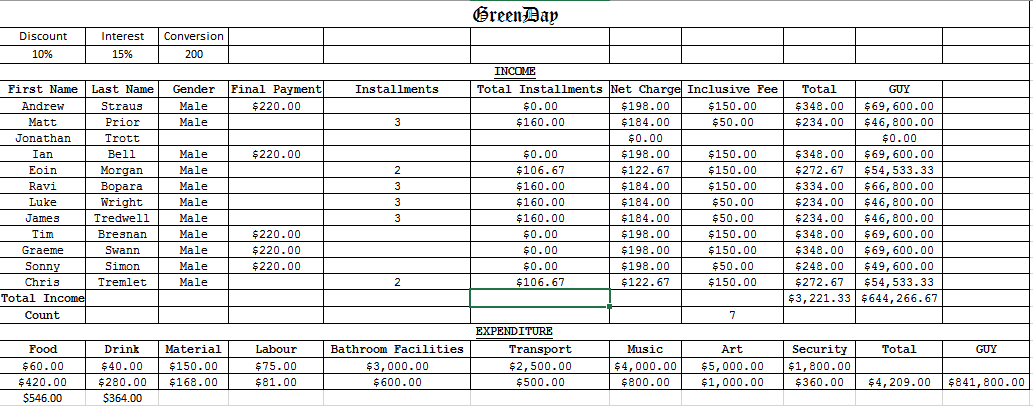 GreenDay
Discount Interest Conversion
10% 15% 200
INCOME
First Name Last Name Gender Final Payment Installments Total Installments Net Charge Inclusive Fee Total GUY
Andrew Straus Male $220.00 $0.00 $198.00 $150.00 $348.00 $69,600.00
Matt Prior Male 3 $160.00 $184.00 $50.00 $234.00 $46,800.00
Jonathan Trott $0.00 $0.00
Ian Bell Male $220.00 $0.00 $198.00 $150.00 $348.00 $69,600.00
Eoin Morgan Male 2 $106.67 $122.67 $150.00 $272.67 $54,533.33
Ravi Bopara Male 3 $160.00 $184.00 $150.00 $334.00 $66,800.00
Luke Wright Male 3 $160.00 $184.00 $50.00 $234.00 $46,800.00
James Tredwell Male 3 $160.00 $184.00 $50.00 $234.00 $46,800.00
Tim Bresnan Male $220.00 $0.00 $198.00 $150.00 $348.00 $69,600.00
Graeme Swann Male $220.00 $0.00 $198.00 $150.00 $348.00 $69,600.00
Sonny Simon Male $220.00 $0.00 $198.00 $50.00 $248.00 $49,600.00
Chris Tremlet Male 2 $106.67 $122.67 $150.00 $272.67 $54,533.33
Total Income $3,221.33 $644,266.67
Count 7
EXPENDITURE
Food Drink Material Labour Bathroom Facilities Transport Music Art Security Total GUY
$60.00 $40.00 $150.00 $75.00 $3,000.00 $2,500.00 $4,000.00 $5,000.00 $1,800.00
$420.00 $280.00 $168.00 $81.00 $600.00 $500.00 $800.00 $1,000.00 $360.00 $4,209.00 $841,800.00
$546.00 $364.00